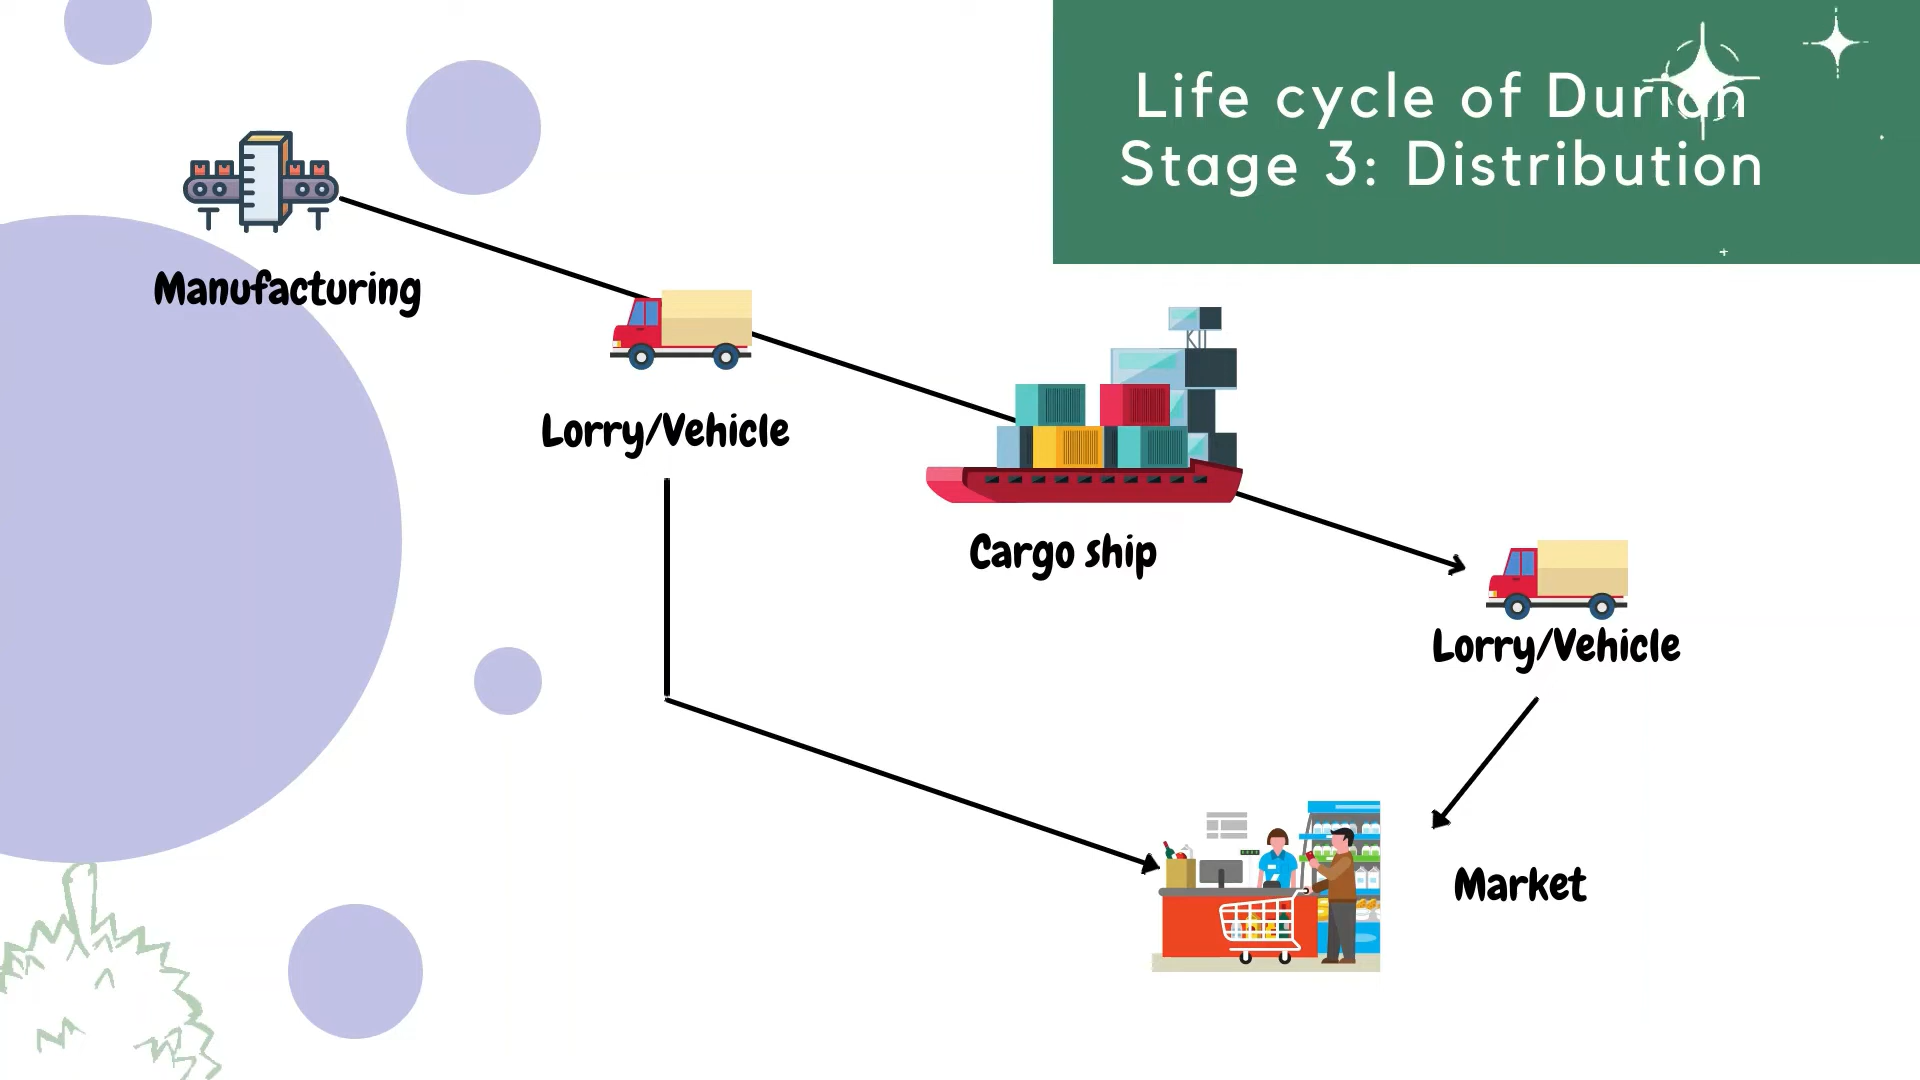 Life cycle of Durian
Stage 3: Distribution
Manufacturing
Lorry/Vehicle
Cargo ship
Lorry/Vehicle
Market